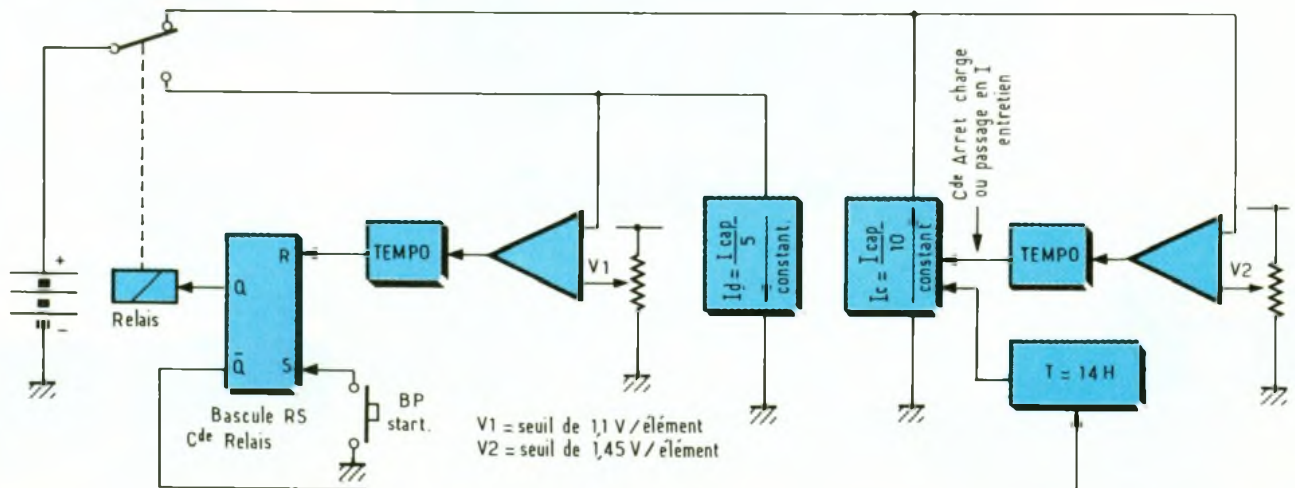 Cde Arret charge
ou passage en I
entretien
+
−
Relais
Q
Q̄
R
S
Bascule RS
Cde Relais
TEMPO
V1
BP
start.
Id = I cap / 5
constant.
Ic = I cap / 10
constant
TEMPO
V2
T = 14 H
V1 = seuil de 1,1 V / élément
V2 = seuil de 1,45 V / élément